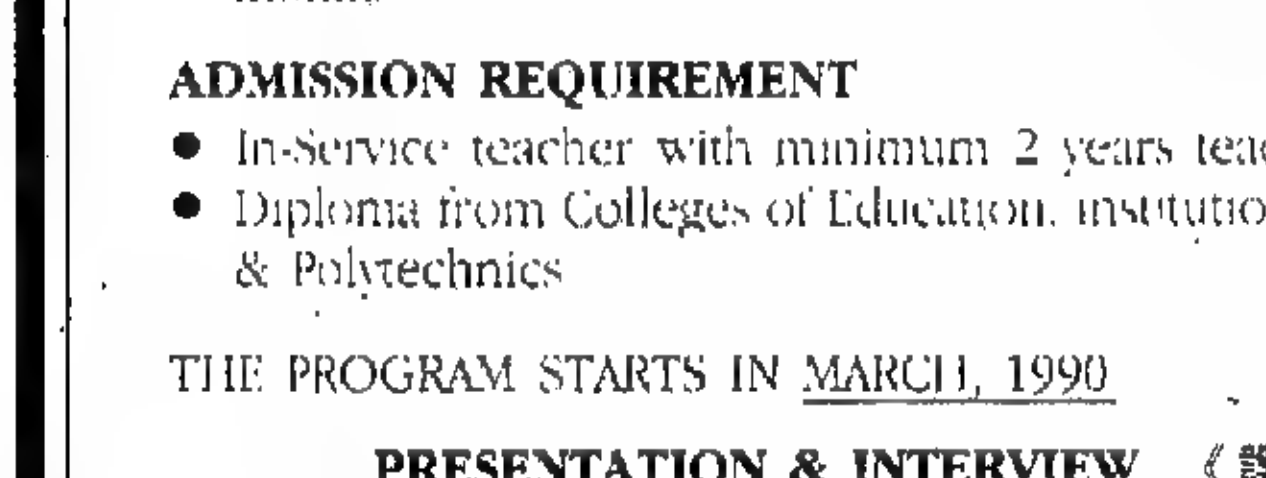 ADMISSION REQUIREMENT
● In-Service teacher with minimum 2 years
● Diploma from Colleges of Education,
& Polytechnics
THE PROGRAM STARTS IN MARCH, 1990
PRESENTATION & INTERVIEW